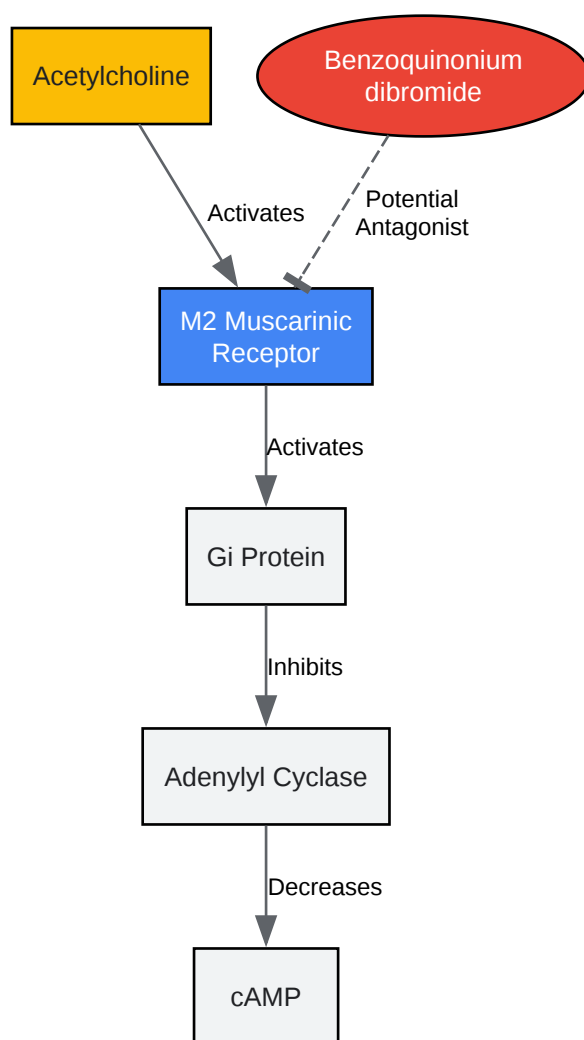 Acetylcholine
Benzoquinonium
dibromide
Activates
Potential
Antagonist
M2 Muscarinic
Receptor
Activates
Gi Protein
Inhibits
Adenylyl Cyclase
Decreases
cAMP